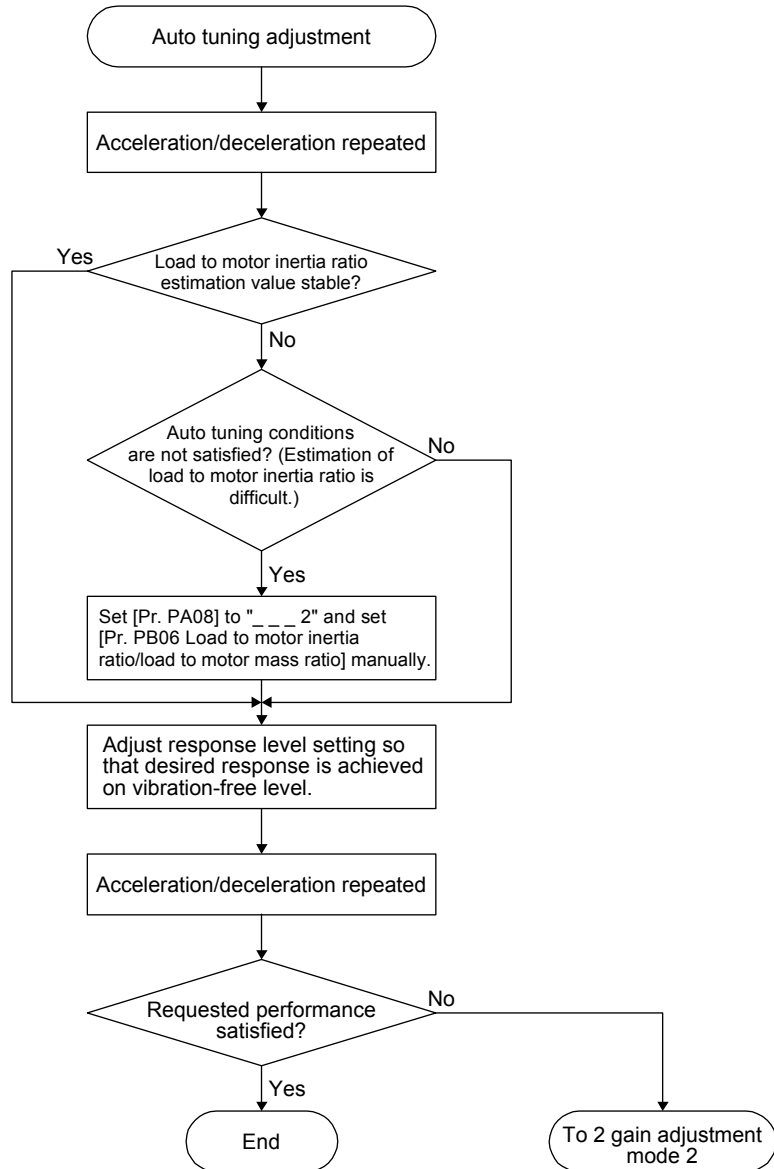 Auto tuning adjustment
Acceleration/deceleration repeated
Yes
Load to motor inertia ratio
estimation value stable?
No
Auto tuning conditions
are not satisfied? (Estimation of
load to motor inertia ratio is
difficult.)
No
Yes
Set [Pr. PA08] to "_ _ _ 2" and set
[Pr. PB06 Load to motor inertia
ratio/load to motor mass ratio] manually.
Adjust response level setting so
that desired response is achieved
on vibration-free level.
Acceleration/deceleration repeated
Requested performance
satisfied?
No
Yes
End
To 2 gain adjustment
mode 2